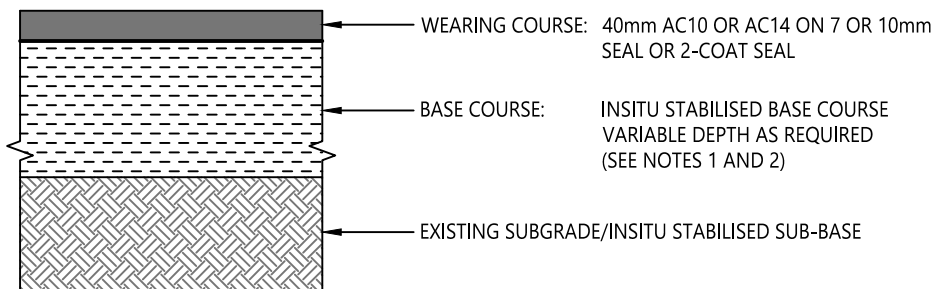 WEARING COURSE: 40mm AC10 OR AC14 ON 7 OR 10mm
SEAL OR 2-COAT SEAL
BASE COURSE: INSITU STABILISED BASE COURSE
VARIABLE DEPTH AS REQUIRED
(SEE NOTES 1 AND 2)
EXISTING SUBGRADE/INSITU STABILISED SUB-BASE